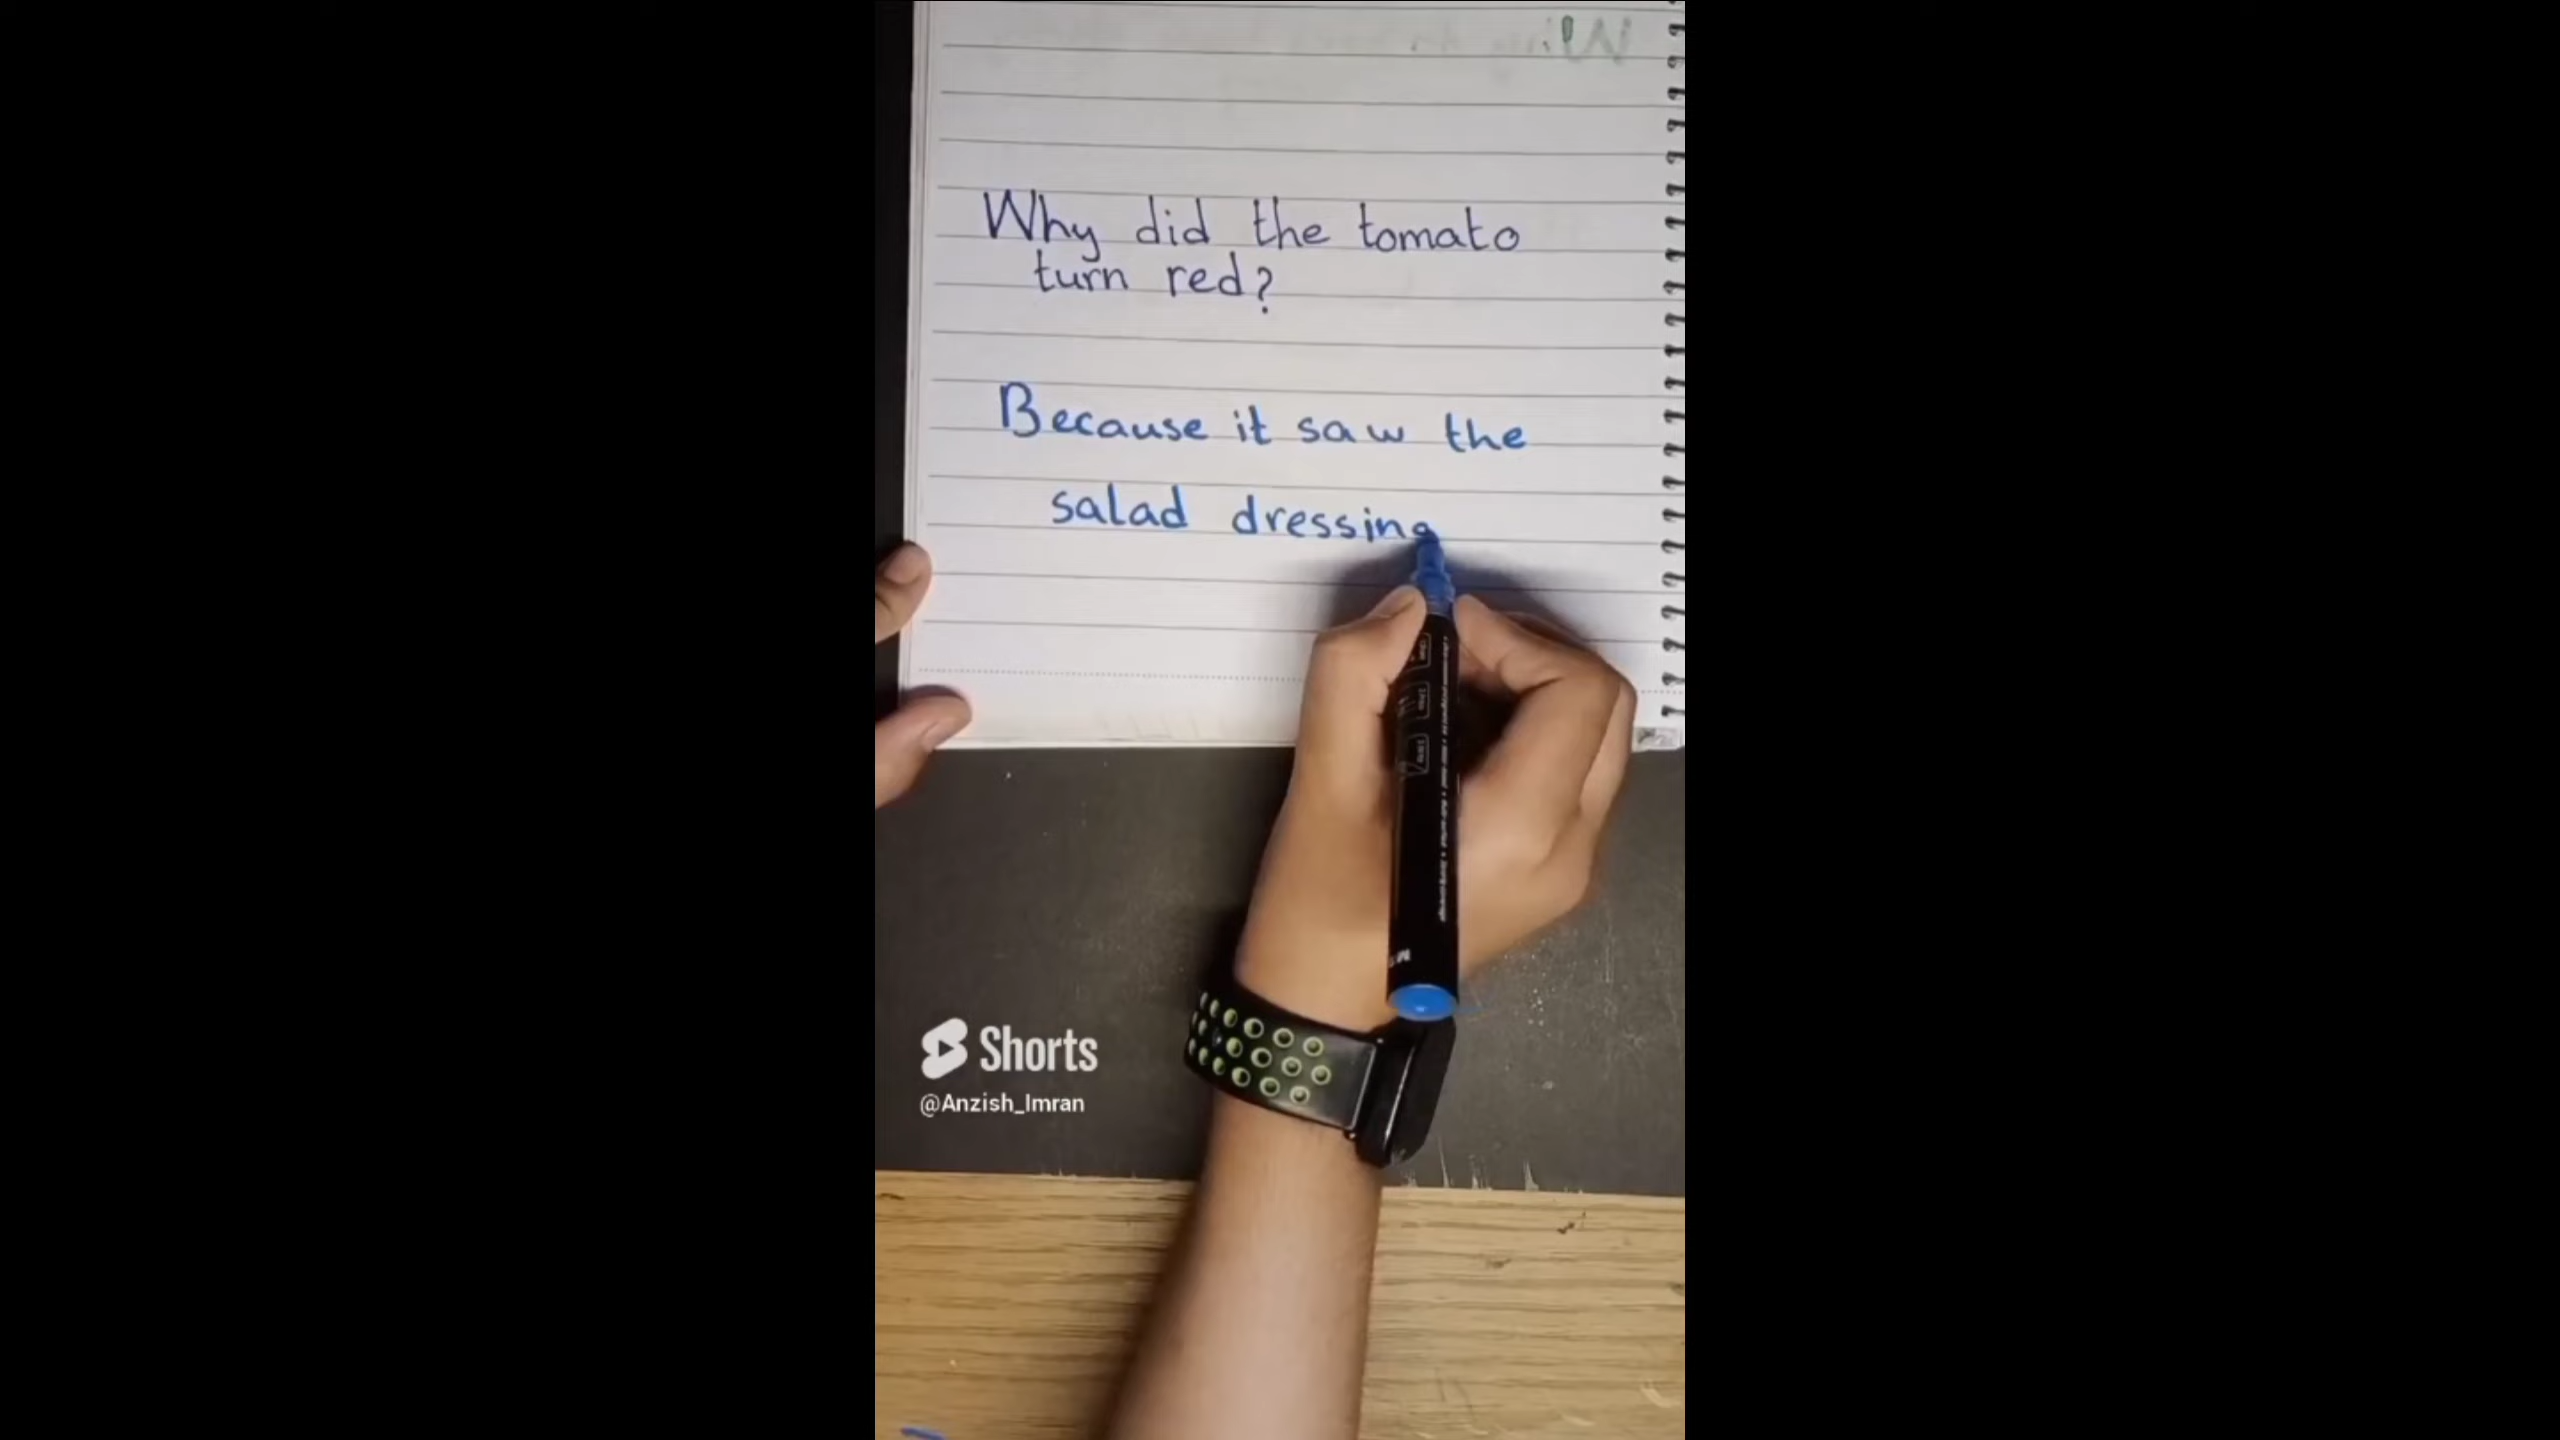 Why did the tomato
turn red?
Because it saw the
salad dressing
Shorts
@Anzish_Imran